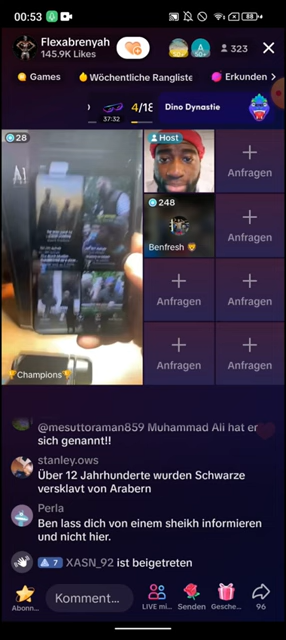 00:53
Flexabrenyah
145.9K Likes
50+
323
Games
Wöchentliche Rangliste
Erkunden
37:32
4/18
Dino Dynastie
28
Host
Anfragen
Anfragen
248
Benfresh
Anfragen
Anfragen
Anfragen
Anfragen
Champions
@mesuttoraman859 Muhammad Ali hat er
sich genannt!!
stanley.ows
Über 12 Jahrhunderte wurden Schwarze
versklavt von Arabern
Perla
Ben lass dich von einem sheikh informieren
und nicht hier.
7 XASN_92 ist beigetreten
Abonn...
Komment...
LIVE mi...
Senden
Gesche...
96